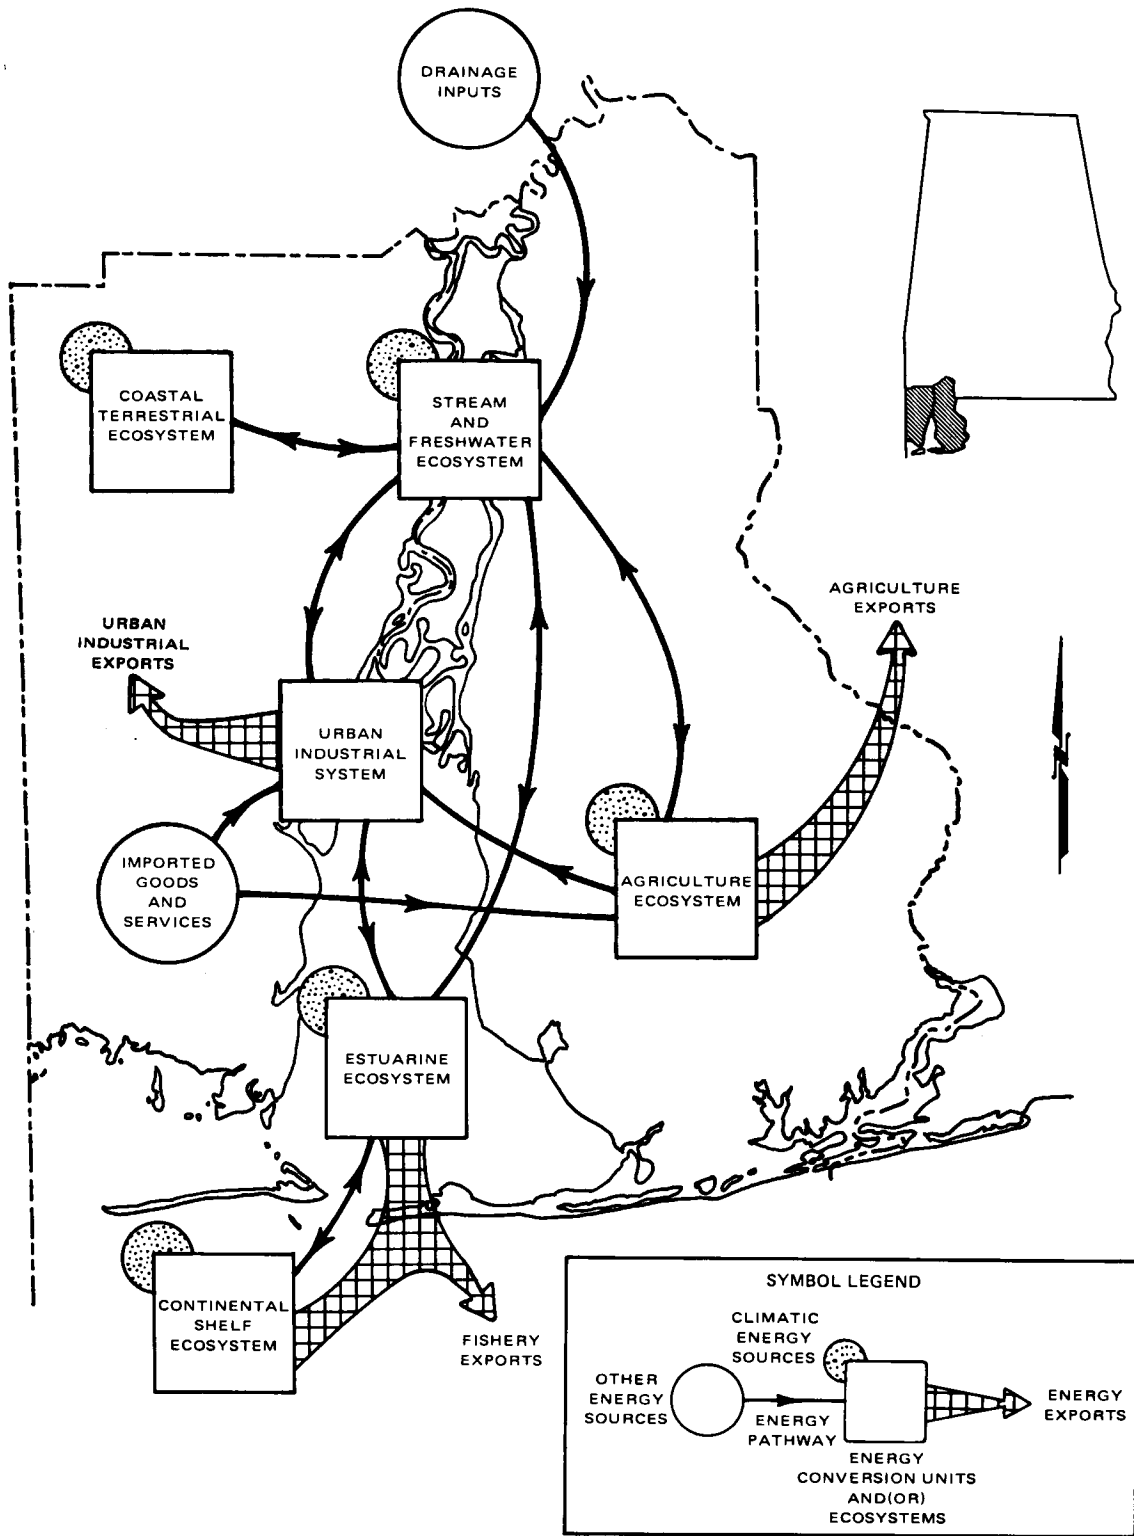 DRAINAGE
INPUTS
COASTAL
TERRESTRIAL
ECOSYSTEM
STREAM
AND
FRESHWATER
ECOSYSTEM
AGRICULTURE
EXPORTS
URBAN
INDUSTRIAL
EXPORTS
URBAN
INDUSTRIAL
SYSTEM
IMPORTED
GOODS
AND
SERVICES
AGRICULTURE
ECOSYSTEM
ESTUARINE
ECOSYSTEM
CONTINENTAL
SHELF
ECOSYSTEM
FISHERY
EXPORTS
SYMBOL LEGEND
CLIMATIC
ENERGY
SOURCES
OTHER
ENERGY
SOURCES
ENERGY
PATHWAY
ENERGY
EXPORTS
ENERGY
CONVERSION UNITS
AND(OR)
ECOSYSTEMS